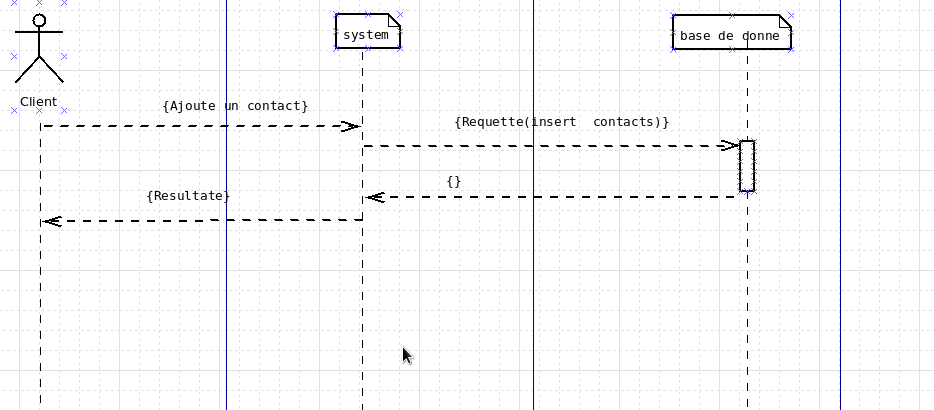 system
base de donne
Client
{Ajoute un contact}
{Requette(insert contacts)}
{}
{Resultate}